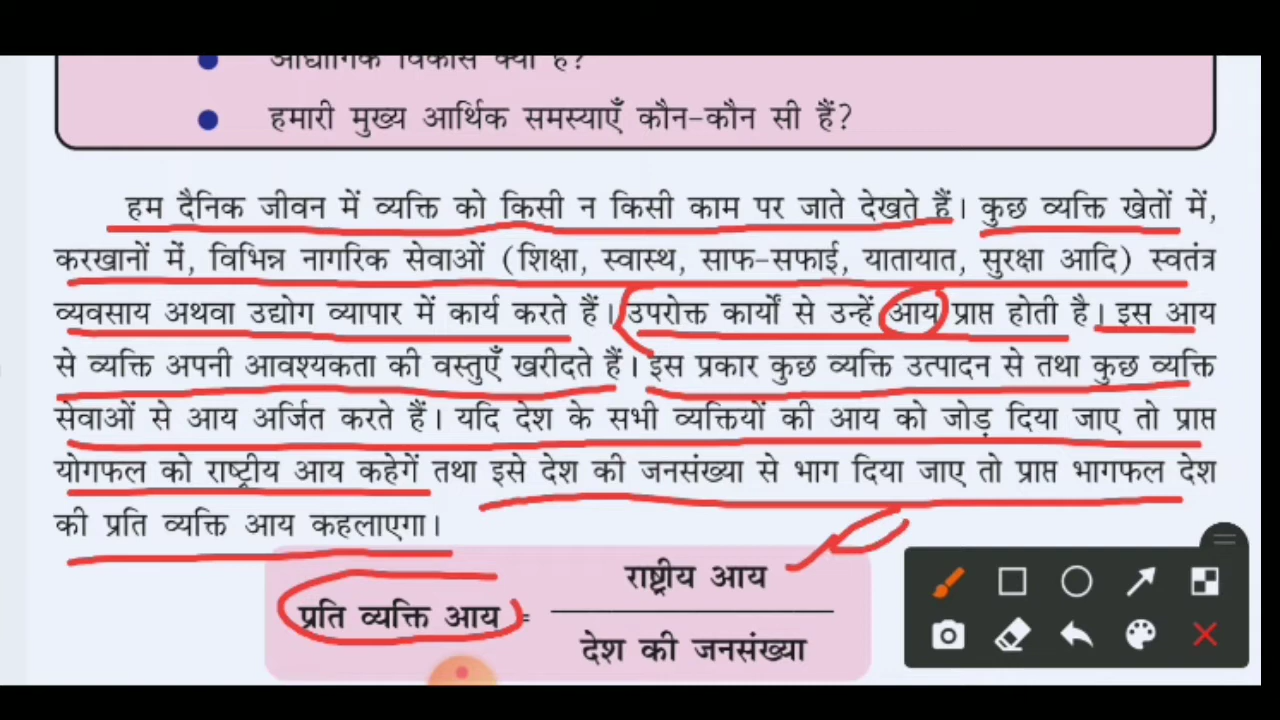 औद्योगिक विकास क्या है?
हमारी मुख्य आर्थिक समस्याएँ कौन-कौन सी हैं?
हम दैनिक जीवन में व्यक्ति को किसी न किसी काम पर जाते देखते हैं। कुछ व्यक्ति खेतों में,
करखानों में, विभिन्न नागरिक सेवाओं (शिक्षा, स्वास्थ, साफ-सफाई, यातायात, सुरक्षा आदि) स्वतंत्र
व्यवसाय अथवा उद्योग व्यापार में कार्य करते हैं। उपरोक्त कार्यों से उन्हें आय प्राप्त होती है। इस आय
से व्यक्ति अपनी आवश्यकता की वस्तुएँ खरीदते हैं। इस प्रकार कुछ व्यक्ति उत्पादन से तथा कुछ व्यक्ति
सेवाओं से आय अर्जित करते हैं। यदि देश के सभी व्यक्तियों की आय को जोड़ दिया जाए तो प्राप्त
योगफल को राष्ट्रीय आय कहेगें तथा इसे देश की जनसंख्या से भाग दिया जाए तो प्राप्त भागफल देश
की प्रति व्यक्ति आय कहलाएगा।
राष्ट्रीय आय
प्रति व्यक्ति आय =
देश की जनसंख्या